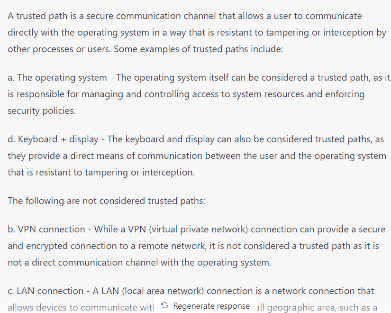 A trusted path is a secure communication channel that allows a user to communicate
directly with the operating system in a way that is resistant to tampering or interception by
other processes or users. Some examples of trusted paths include:
a. The operating system - The operating system itself can be considered a trusted path, as it
is responsible for managing and controlling access to system resources and enforcing
security policies.
d. Keyboard + display - The keyboard and display can also be considered trusted paths, as
they provide a direct means of communication between the user and the operating system
that is resistant to tampering or interception.
The following are not considered trusted paths:
b. VPN connection - While a VPN (virtual private network) connection can provide a secure
and encrypted connection to a remote network, it is not considered a trusted path as it is
not a direct communication channel with the operating system.
c. LAN connection - A LAN (local area network) connection is a network connection that
allows devices to communicate Regenerate response geographic area, such as a